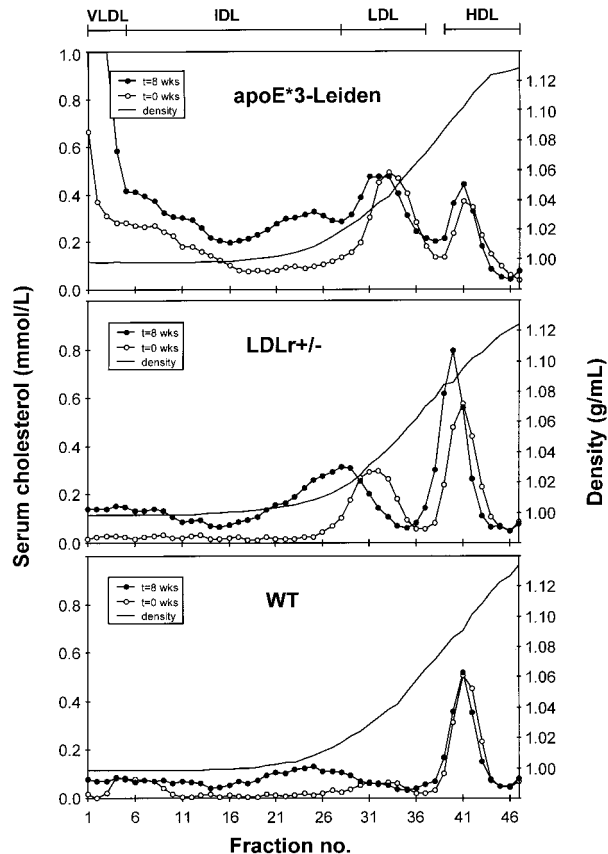 VLDL IDL LDL HDL
1.0
0.8
0.6
0.4
0.2
0.0
t=8 wks
t=0 wks
density
apoE*3-Leiden
1.12
1.10
1.08
1.06
1.04
1.02
1.00
0.8
0.6
0.4
0.2
0.0
t=8 wks
t=0 wks
density
LDLr+/-
1.12
1.10
1.08
1.06
1.04
1.02
1.00
0.8
0.6
0.4
0.2
0.0
t=8 wks
t=0 wks
density
WT
1.12
1.10
1.08
1.06
1.04
1.02
1.00
1 6 11 16 21 26 31 36 41 46
Fraction no.
Serum cholesterol (mmol/L)
Density (g/mL)